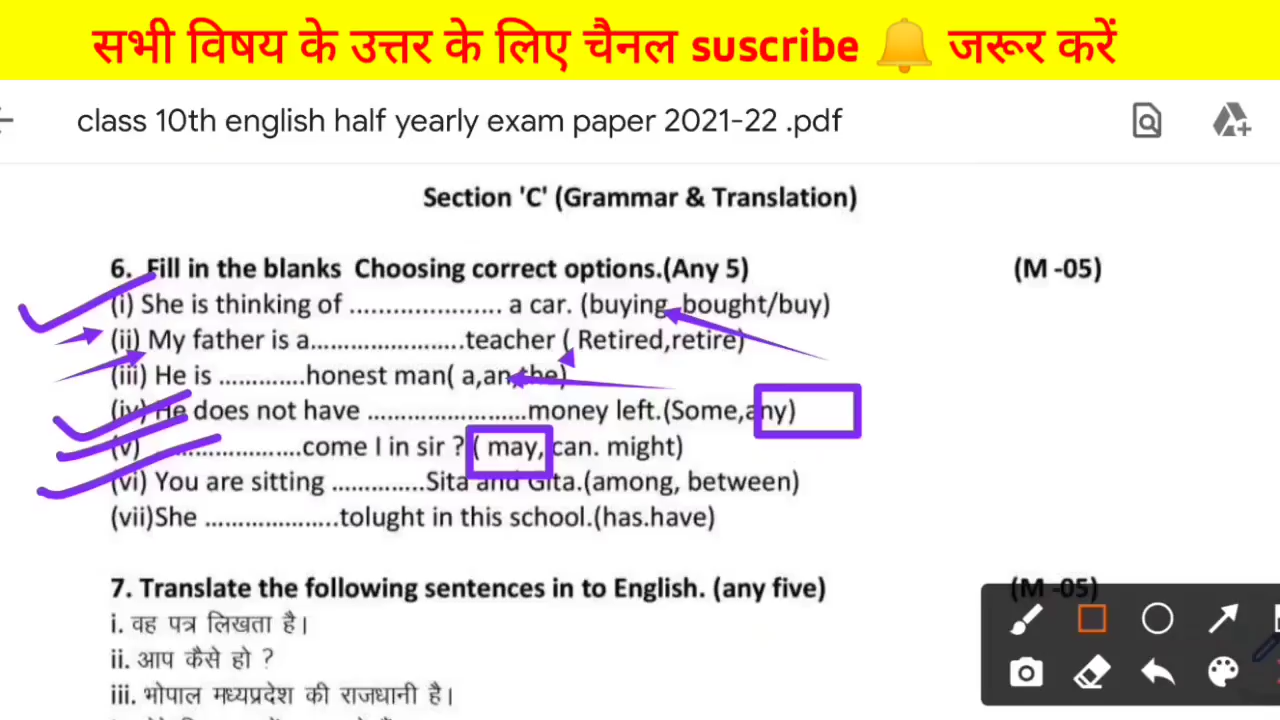 सभी विषय के उत्तर के लिए चैनल suscribe 🔔 जरूर करें
class 10th english half yearly exam paper 2021-22 .pdf
Section 'C' (Grammar & Translation)
6. Fill in the blanks Choosing correct options.(Any 5) (M -05)
(i) She is thinking of ..................... a car. (buying, bought/buy)
(ii) My father is a.......................teacher ( Retired,retire)
(iii) He is .............honest man( a,an,the)
(iv) He does not have ........................money left.(Some,any)
(v) .....................come I in sir ? ( may, can. might)
(vi) You are sitting ..............Sita and Gita.(among, between)
(vii)She ....................tolught in this school.(has.have)
7. Translate the following sentences in to English. (any five) (M -05)
i. वह पत्र लिखता है।
ii. आप कैसे हो ?
iii. भोपाल मध्यप्रदेश की राजधानी है।